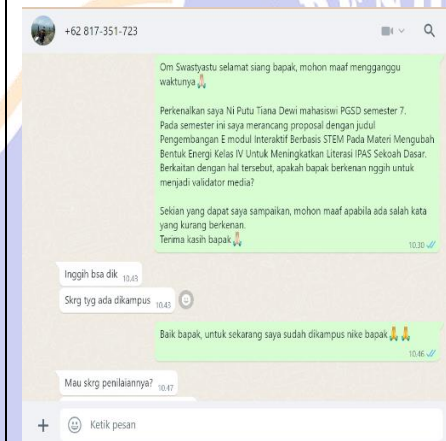 +62 817-351-723
Om Swastyastu selamat siang bapak, mohon maaf mengganggu
waktunya🙏
Perkenalkan saya Ni Putu Tiana Dewi mahasiswi PGSD semester 7.
Pada semester ini saya merancang proposal dengan judul
Pengembangan E modul Interaktif Berbasis STEM Pada Materi Mengubah
Bentuk Energi Kelas IV Untuk Meningkatkan Literasi IPAS Sekoah Dasar.
Berkaitan dengan hal tersebut, apakah bapak berkenan nggih untuk
menjadi validator media?
Sekian yang dapat saya sampaikan, mohon maaf apabila ada salah kata
yang kurang berkenan.
Terima kasih bapak🙏
10.30
Inggih bsa dik 10.43
Skrg tyg ada dikampus 10.43
Baik bapak, untuk sekarang saya sudah dikampus nike bapak🙏🙏
10.46
Mau skrg penilaiannya? 10.47
Ketik pesan